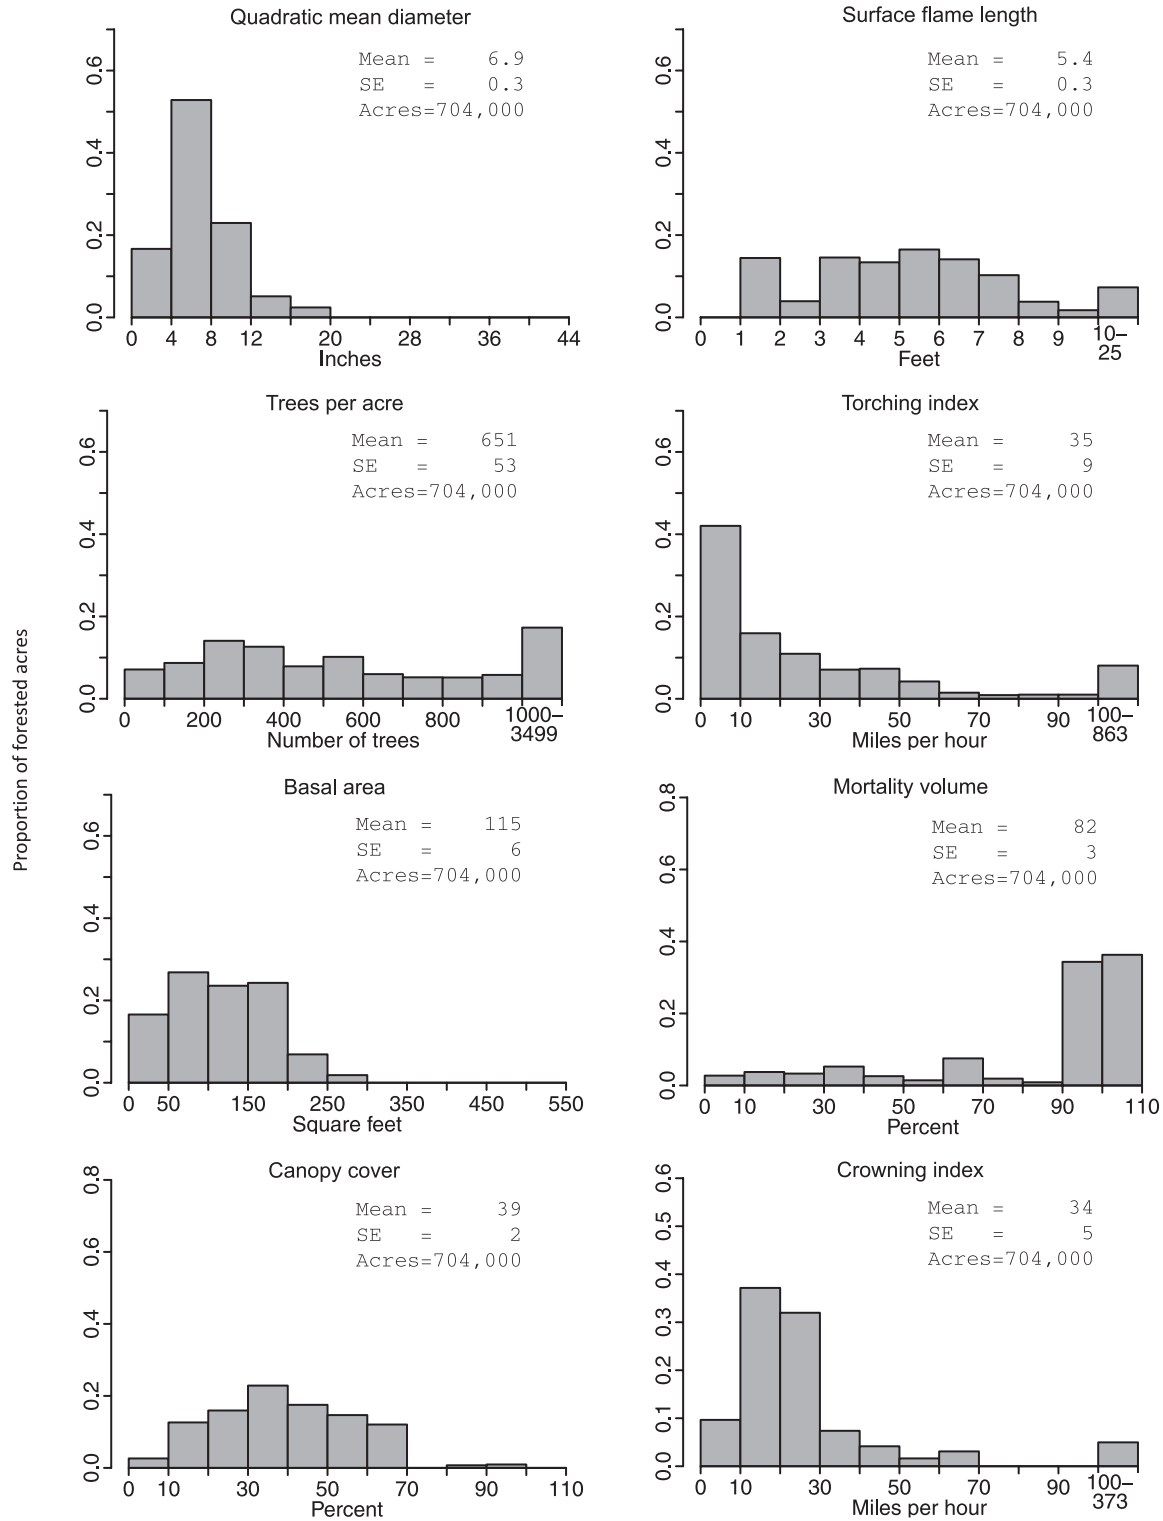 Proportion of forested acres
Quadratic mean diameter
Mean = 6.9
SE = 0.3
Acres=704,000
0.0 0.2 0.4 0.6
0 4 8 12 20 28 36 44
Inches
Surface flame length
Mean = 5.4
SE = 0.3
Acres=704,000
0.0 0.2 0.4 0.6
0 1 2 3 4 5 6 7 8 9 10–
25
Feet
Trees per acre
Mean = 651
SE = 53
Acres=704,000
0.0 0.2 0.4 0.6
0 200 400 600 800 1000–
3499
Number of trees
Torching index
Mean = 35
SE = 9
Acres=704,000
0.0 0.2 0.4 0.6
0 10 30 50 70 90 100–
863
Miles per hour
Basal area
Mean = 115
SE = 6
Acres=704,000
0.0 0.2 0.4 0.6
0 50 150 250 350 450 550
Square feet
Mortality volume
Mean = 82
SE = 3
Acres=704,000
0.0 0.2 0.4 0.6 0.8
0 10 30 50 70 90 110
Percent
Canopy cover
Mean = 39
SE = 2
Acres=704,000
0.0 0.2 0.4 0.6 0.8
0 10 30 50 70 90 110
Percent
Crowning index
Mean = 34
SE = 5
Acres=704,000
0.0 0.1 0.2 0.3 0.4 0.5 0.6
0 10 30 50 70 90 100–
373
Miles per hour